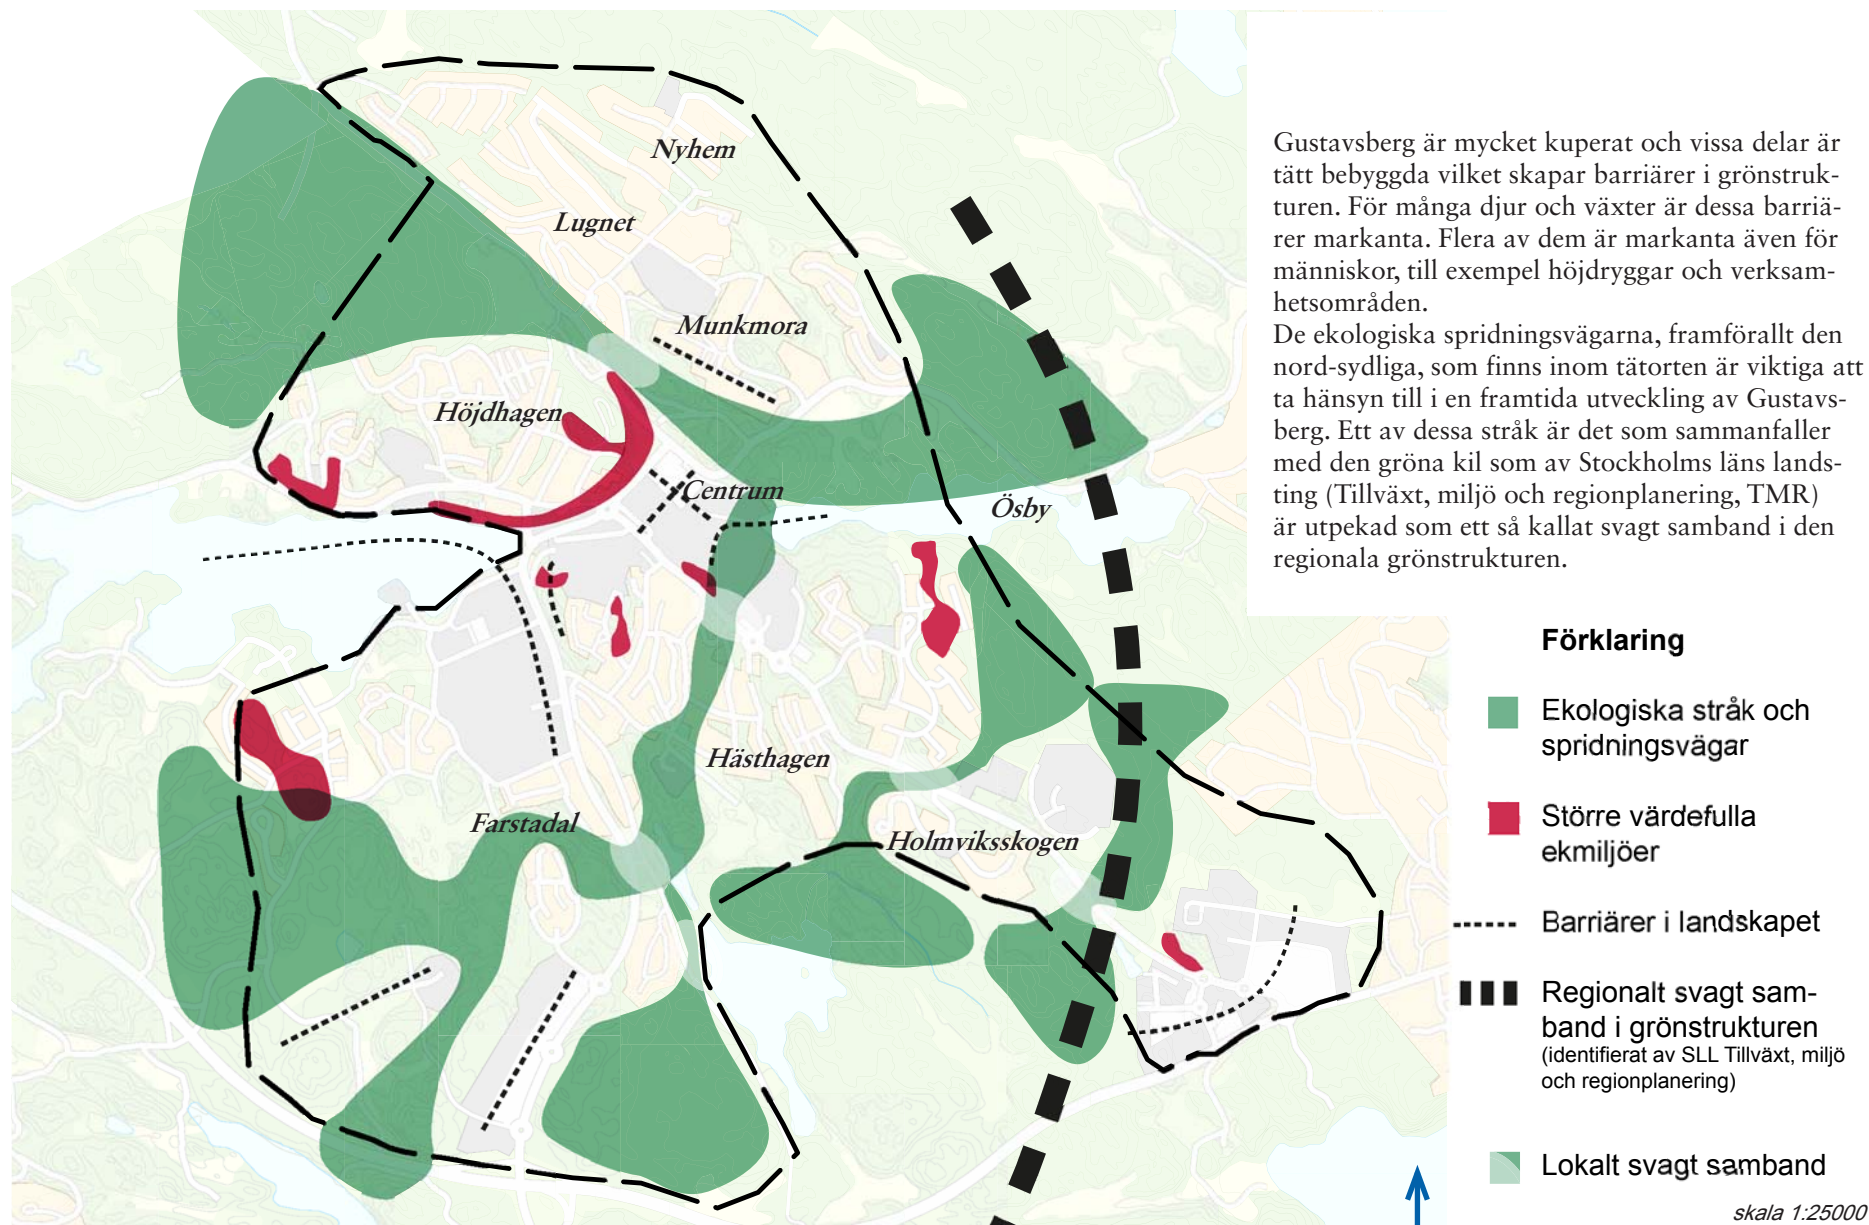 Nyhem
Lugnet
Munkmora
Höjdhagen
Centrum
Ösby
Hästhagen
Farstadal
Holmviksskogen
Gustavsberg är mycket kuperat och vissa delar är
tätt bebyggda vilket skapar barriärer i grönstruk-
turen. För många djur och växter är dessa barriä-
rer markanta. Flera av dem är markanta även för
människor, till exempel höjdryggar och verksam-
hetsområden.
De ekologiska spridningsvägarna, framförallt den
nord-sydliga, som finns inom tätorten är viktiga att
ta hänsyn till i en framtida utveckling av Gustavs-
berg. Ett av dessa stråk är det som sammanfaller
med den gröna kil som av Stockholms läns lands-
ting (Tillväxt, miljö och regionplanering, TMR)
är utpekad som ett så kallat svagt samband i den
regionala grönstrukturen.
Förklaring
Ekologiska stråk och
spridningsvägar
Större värdefulla
ekmiljöer
Barriärer i landskapet
Regionalt svagt sam-
band i grönstrukturen
(identifierat av SLL Tillväxt, miljö
och regionplanering)
Lokalt svagt samband
skala 1:25000